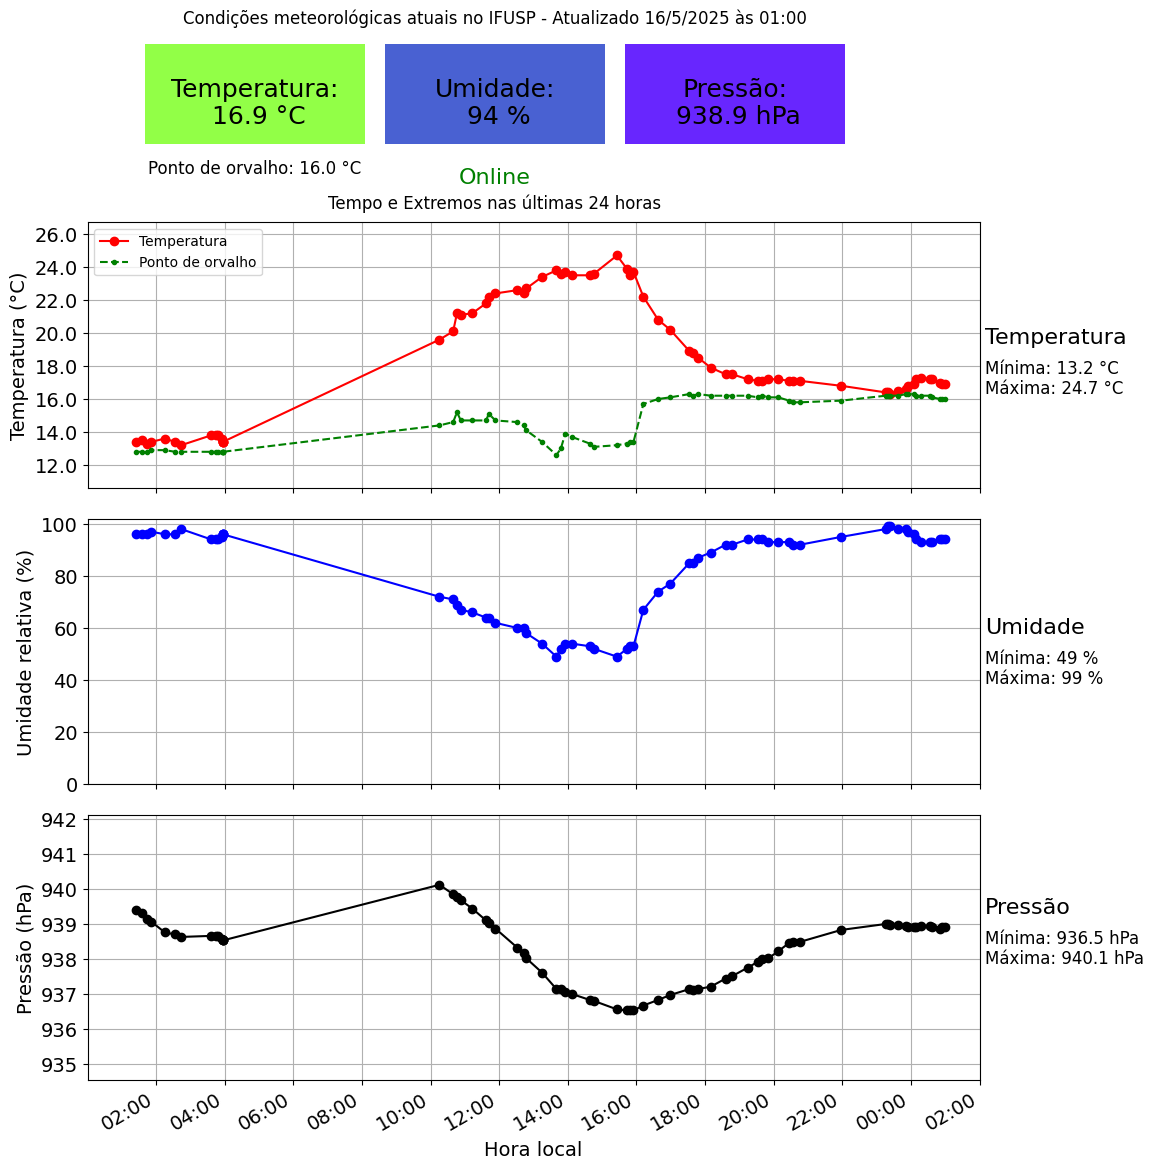 Condições meteorológicas atuais no IFUSP - Atualizado 16/5/2025 às 01:00
Temperatura:
16.9 °C
Umidade:
94 %
Pressão:
938.9 hPa
Ponto de orvalho: 16.0 °C
Online
Tempo e Extremos nas últimas 24 horas
Temperatura
Ponto de orvalho
Temperatura (°C)
26.0
24.0
22.0
20.0
18.0
16.0
14.0
12.0
Temperatura
Mínima: 13.2 °C
Máxima: 24.7 °C
Umidade relativa (%)
100
80
60
40
20
0
Umidade
Mínima: 49 %
Máxima: 99 %
Pressão (hPa)
942
941
940
939
938
937
936
935
Pressão
Mínima: 936.5 hPa
Máxima: 940.1 hPa
02:00 04:00 06:00 08:00 10:00 12:00 14:00 16:00 18:00 20:00 22:00 00:00 02:00
Hora local